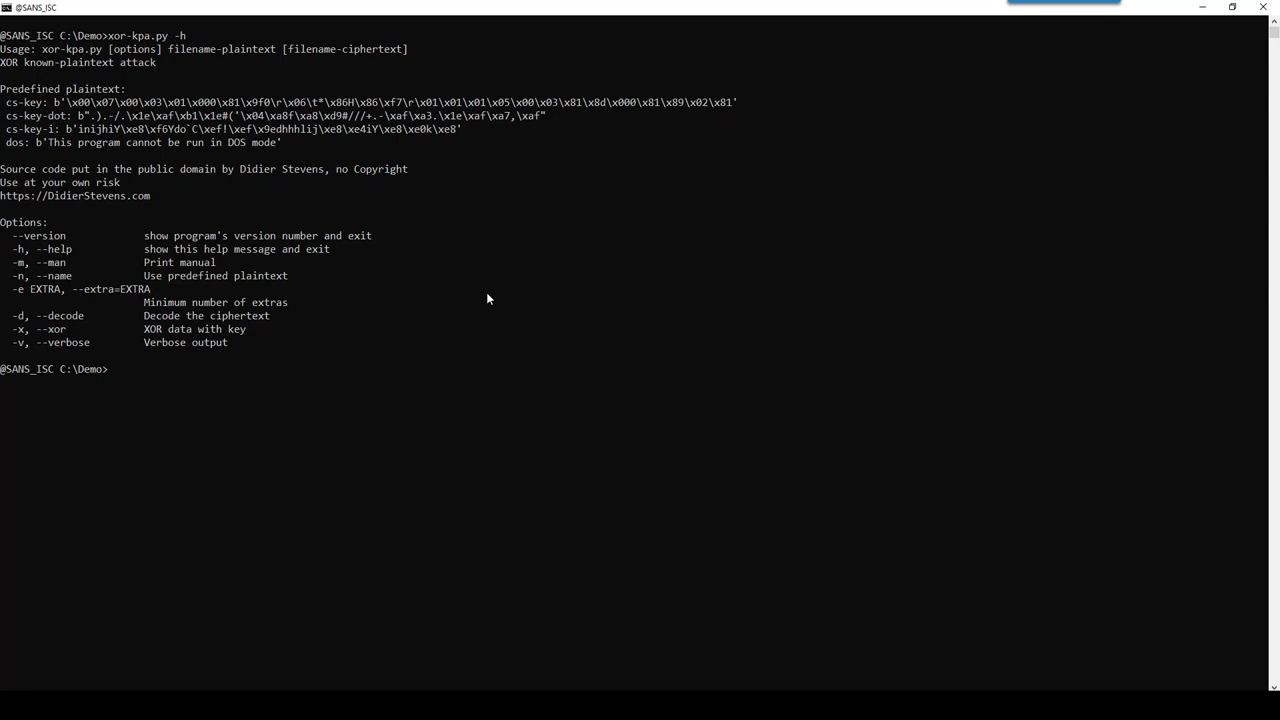 @SANS_ISC
@SANS_ISC C:\Demo>xor-kpa.py -h
Usage: xor-kpa.py [options] filename-plaintext [filename-ciphertext]
XOR known-plaintext attack
Predefined plaintext:
cs-key: b'\x00\x07\x00\x03\x01\x000\x81\x9f0\r\x06\t*\x86H\x86\xf7\r\x01\x01\x01\x05\x00\x03\x81\x8d\x000\x81\x89\x02\x81'
cs-key-dot: b".).-/.\x1e\xaf\xb1\x1e#('\x04\xa8f\xa8\xd9#///+.-\xaf\xa3.\x1e\xaf\xa7,\xaf"
cs-key-i: b'inijhiY\xe8\xf6Ydo`C\xef!\xef\x9edhhhlij\xe8\xe4iY\xe8\xe0k\xe8'
dos: b'This program cannot be run in DOS mode'
Source code put in the public domain by Didier Stevens, no Copyright
Use at your own risk
https://DidierStevens.com
Options:
--version show program's version number and exit
-h, --help show this help message and exit
-m, --man Print manual
-n, --name Use predefined plaintext
-e EXTRA, --extra=EXTRA
Minimum number of extras
-d, --decode Decode the ciphertext
-x, --xor XOR data with key
-v, --verbose Verbose output
@SANS_ISC C:\Demo>